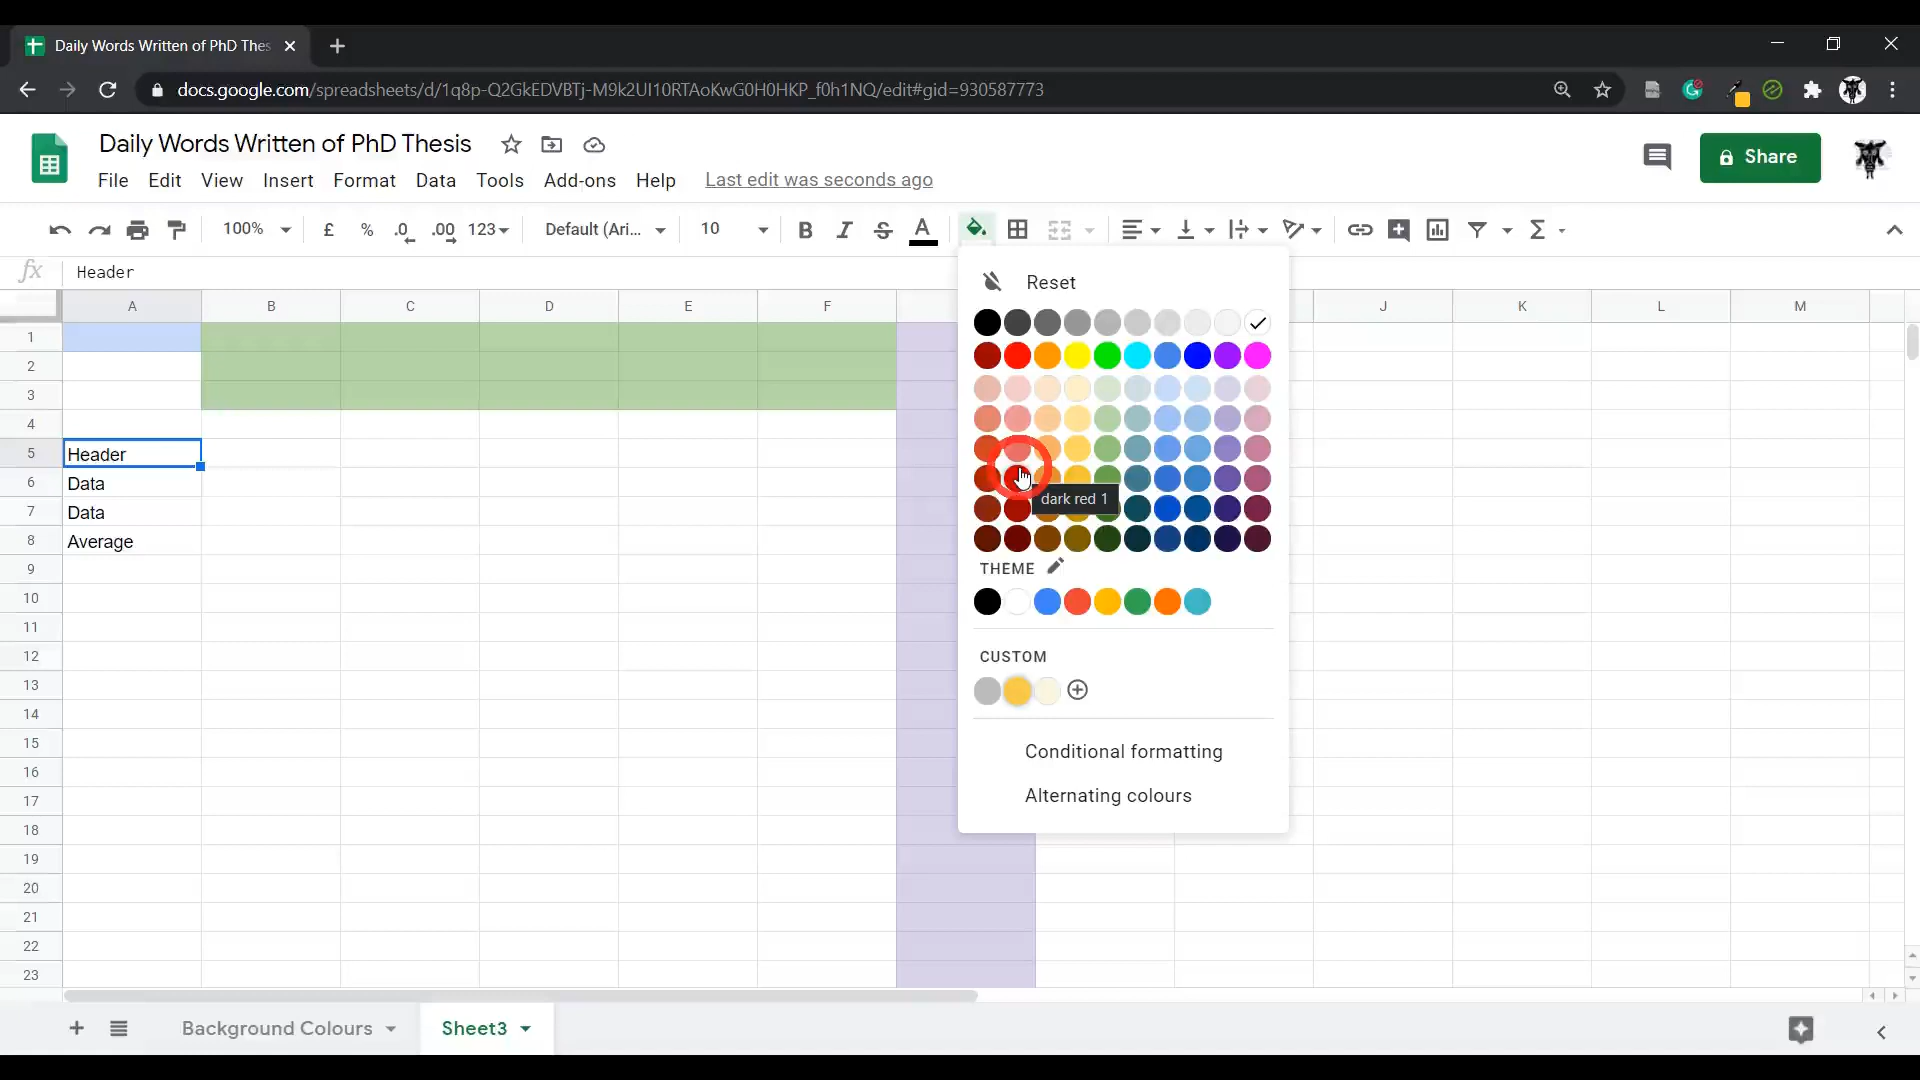 Daily Words Written of PhD Thes
docs.google.com/spreadsheets/d/1q8p-Q2GkEDVBTj-M9k2UI10RTAoKwG0H0HKP_f0h1NQ/edit#gid=930587773
Daily Words Written of PhD Thesis
Share
File Edit View Insert Format Data Tools Add-ons Help Last edit was seconds ago
100% £ % .0 .00 123 Default (Ari... 10 B I S A Σ
fx Header
Reset
A B C D E F J K L M
1
2
3
4
5 Header
6 Data
7 Data
8 Average
9
10
11
12
13
14
15
16
17
18
19
20
21
22
23
dark red 1
THEME
CUSTOM
Conditional formatting
Alternating colours
Background Colours Sheet3